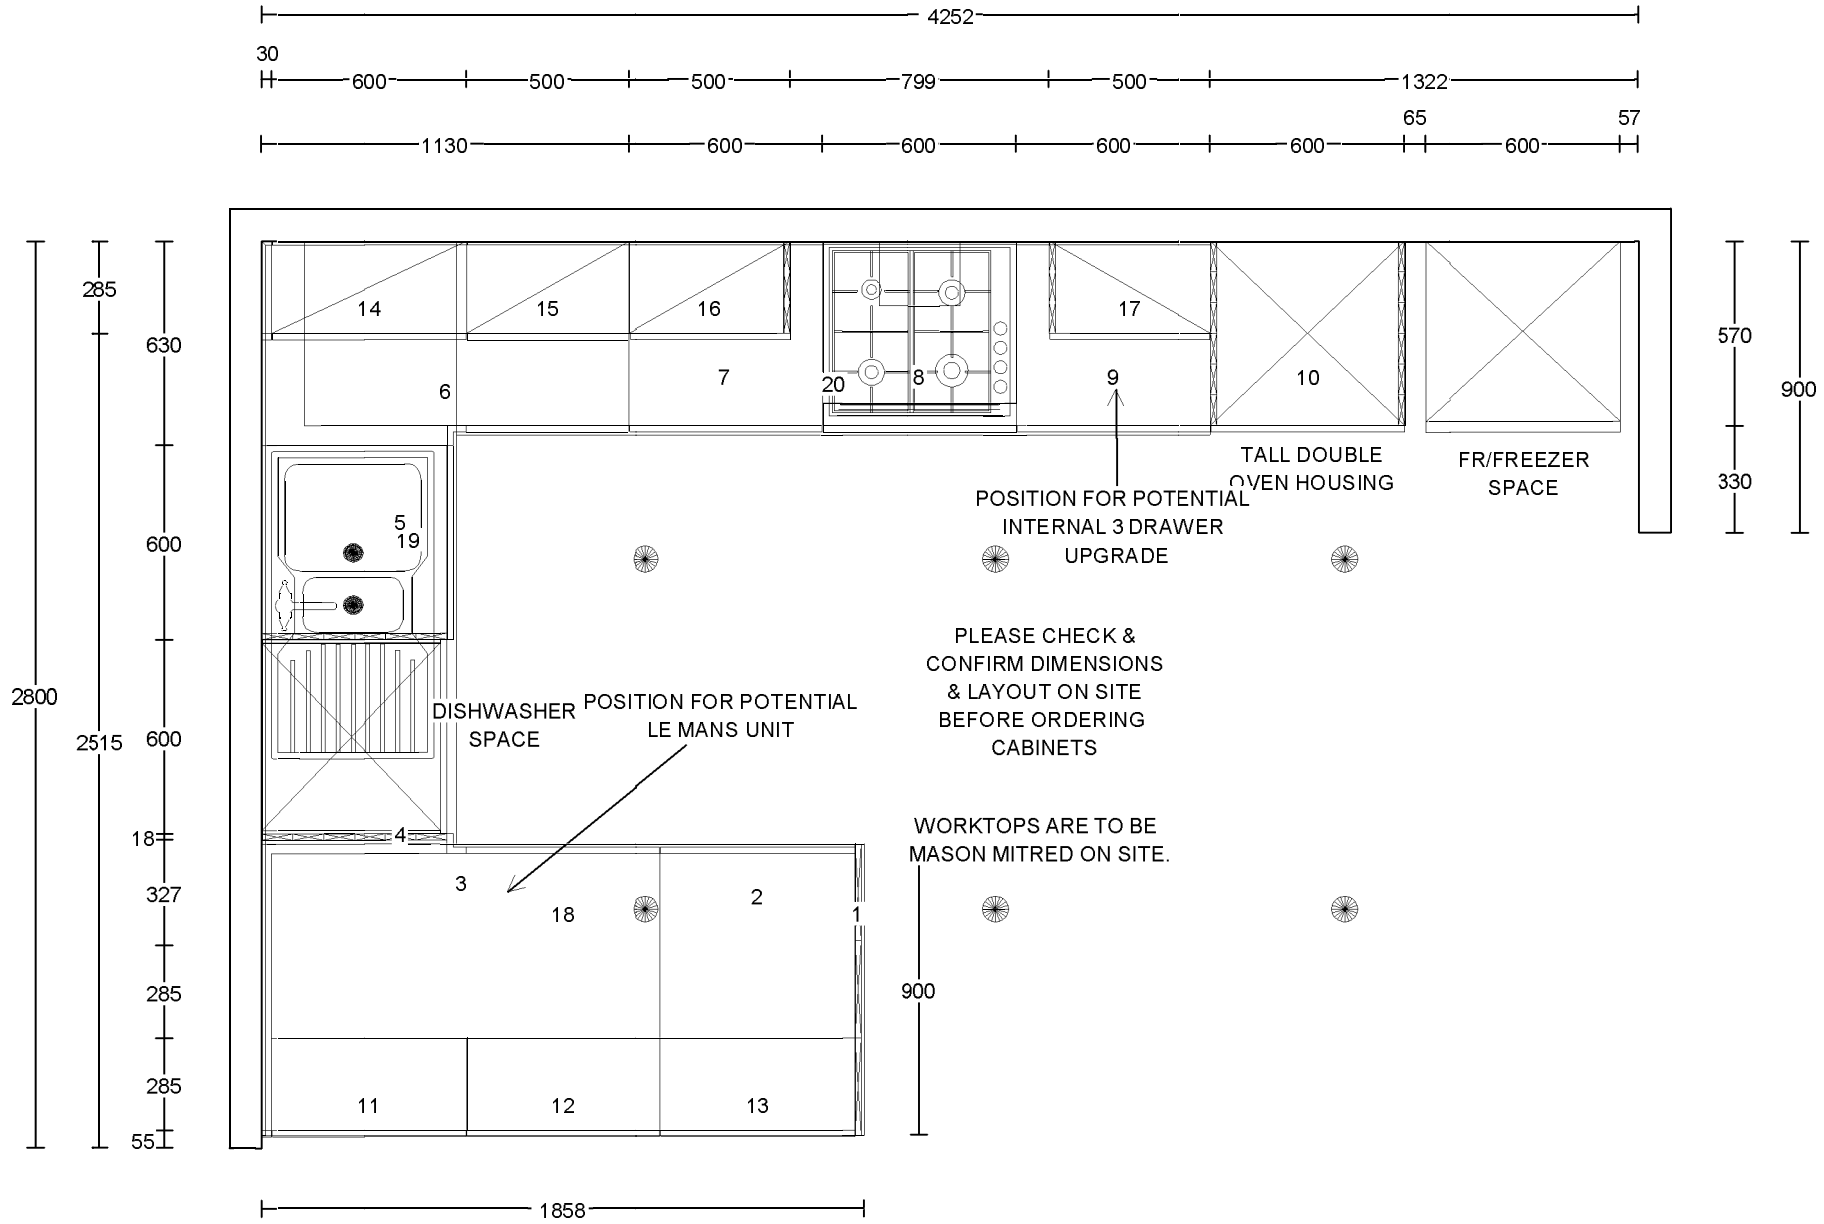 4252
30
600 500 500 799 500 1322
65 57
1130 600 600 600 600 600
285
14 15 16 17
630
570
20 8
7 9 10
6
900
TALL DOUBLE
OVEN HOUSING
FR/FREEZER
SPACE
330
POSITION FOR POTENTIAL
INTERNAL 3 DRAWER
UPGRADE
5
19
600
PLEASE CHECK &
CONFIRM DIMENSIONS
& LAYOUT ON SITE
BEFORE ORDERING
CABINETS
2800
2515
600
DISHWASHER
SPACE
POSITION FOR POTENTIAL
LE MANS UNIT
18
4
WORKTOPS ARE TO BE
MASON MITRED ON SITE.
327
3
2
18
1
285
900
285
11 12 13
55
1858